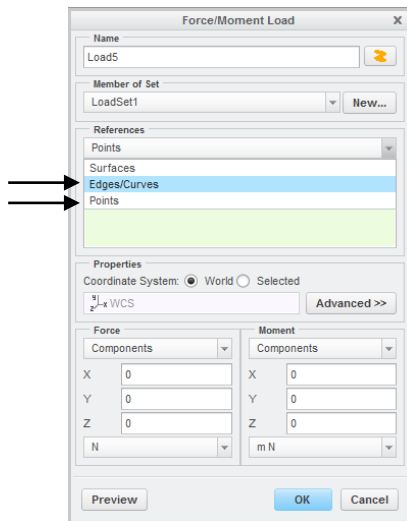 Force/Moment Load x
Name
Load5
Member of Set
LoadSet1 New...
References
Points
Surfaces
Edges/Curves
Points
Properties
Coordinate System: World Selected
y x z WCS Advanced >>
Force Moment
Components Components
X 0 X 0
Y 0 Y 0
Z 0 Z 0
N m N
Preview OK Cancel